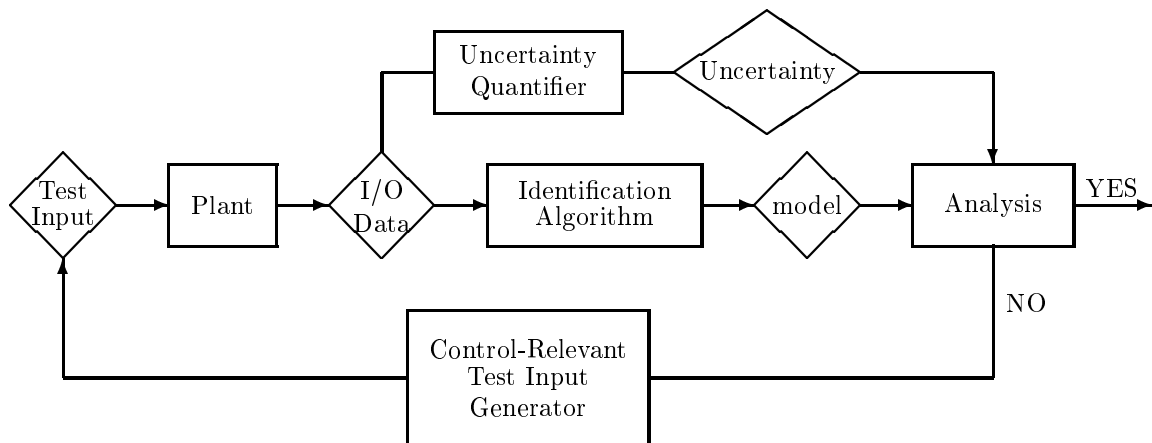 Uncertainty
Quantifier
Uncertainty
Test
Input
Plant
I/O
Data
Identification
Algorithm
model
Analysis
YES
NO
Control-Relevant
Test Input
Generator